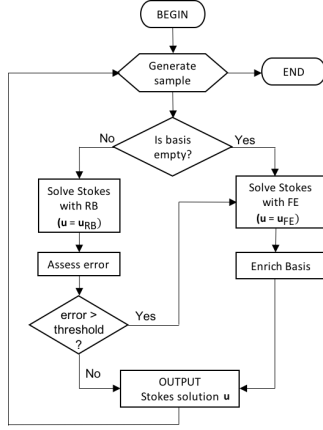 BEGIN
Generate
sample
END
Is basis
empty?
No
Yes
Solve Stokes
with RB
(u = uRB)
Solve Stokes
with FE
(u = uFE)
Assess error
Enrich Basis
error >
threshold
?
Yes
No
OUTPUT
Stokes solution u